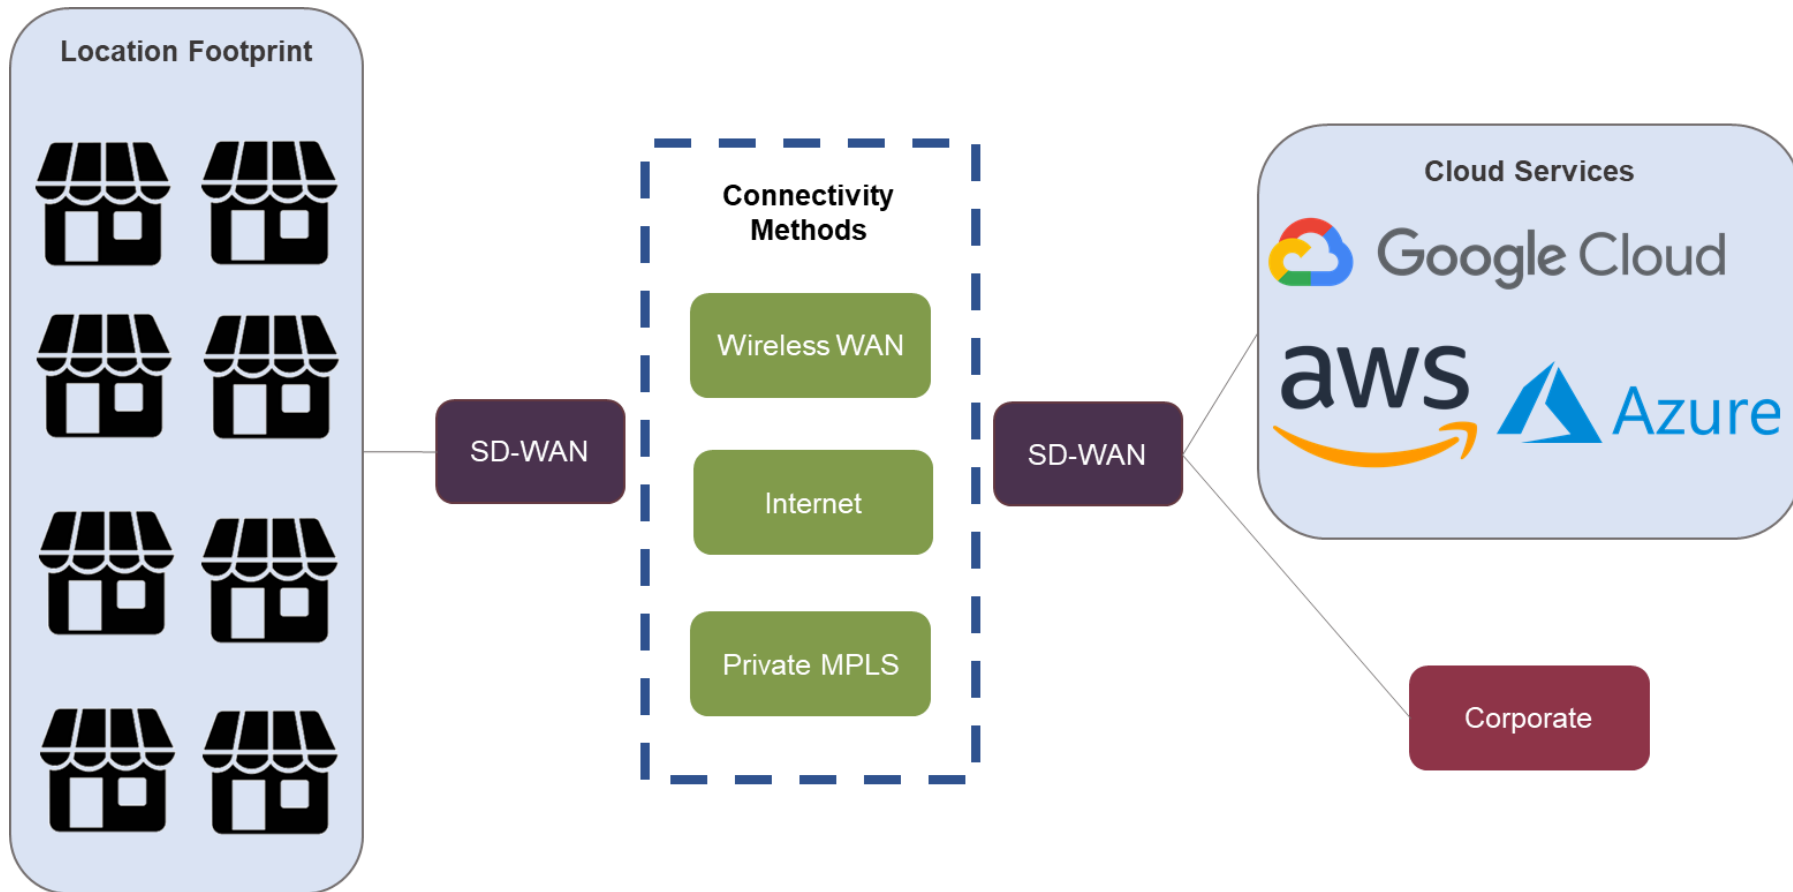 Location Footprint
SD-WAN
Connectivity
Methods
Wireless WAN
Internet
Private MPLS
SD-WAN
Cloud Services
Google Cloud
aws
Azure
Corporate